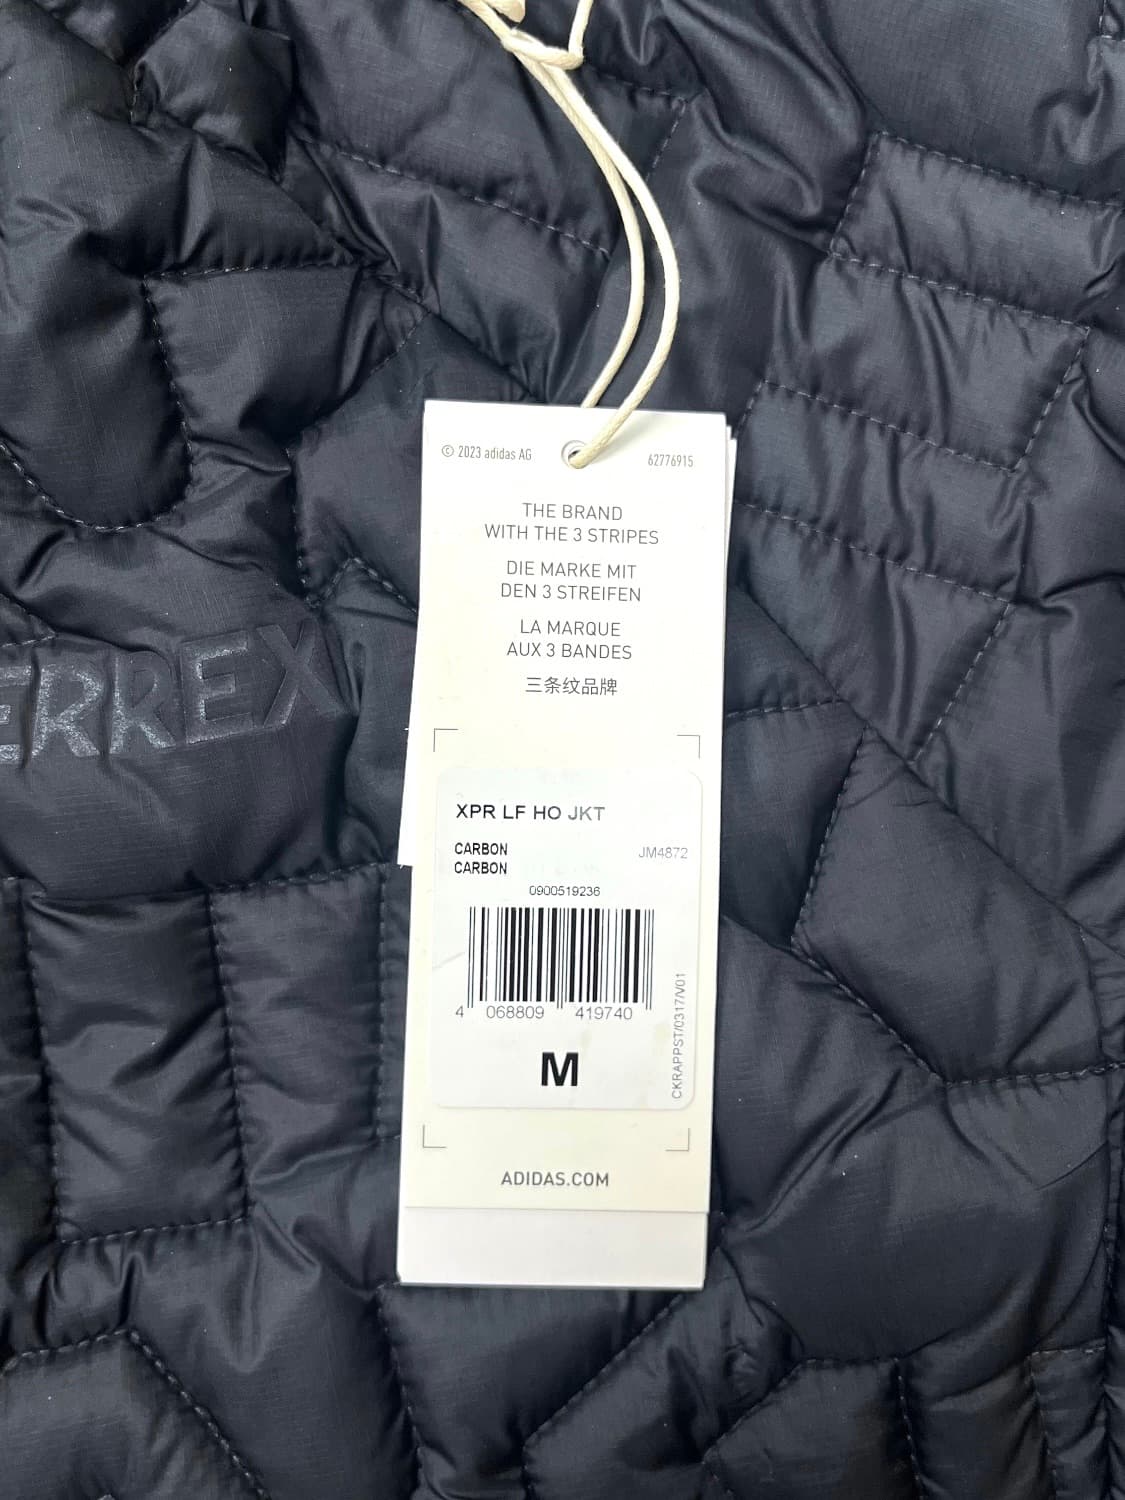 © 2023 adidas AG
62776915
THE BRAND
WITH THE 3 STRIPES
DIE MARKE MIT
DEN 3 STREIFEN
LA MARQUE
AUX 3 BANDES
三条纹品牌
ERREX
XPR LF HO JKT
CARBON
JM4872
CARBON
0900519236
4 068809 419740
CKRAPPST/0317/V01
M
ADIDAS.COM